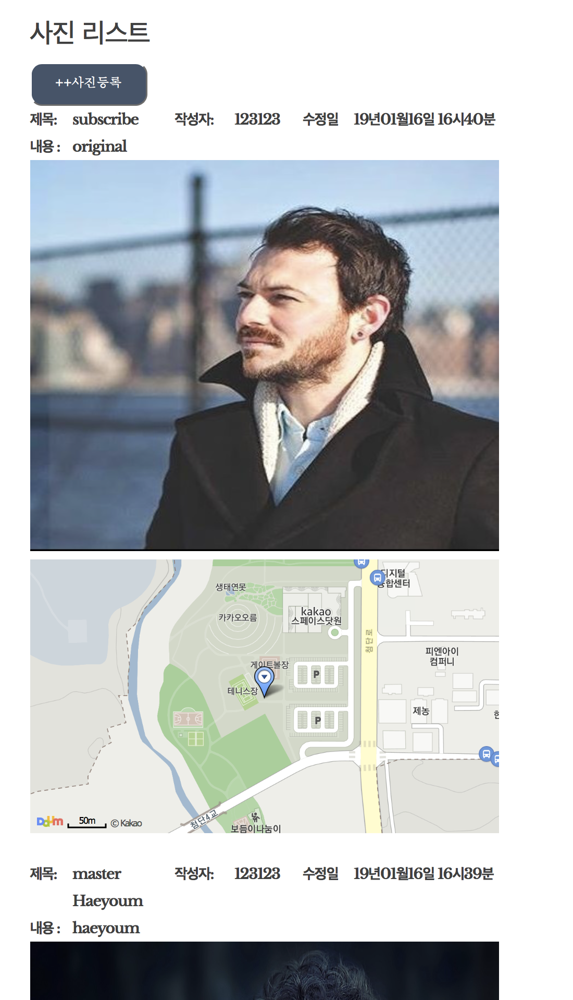 사진 리스트
++사진등록
제목: subscribe 작성자: 123123 수정일 19년01월16일 16시40분
내용 : original
디지털
종합센터
생태연못
kakao
스페이스닷원
카카오오름
첨단로
피엔아이
컴퍼니
게이트볼장
P
테니스장
제농
P
한
첨단4교
Daum 50m © Kakao
보듬이나눔이
제목: master 작성자: 123123 수정일 19년01월16일 16시39분
Haeyoum
내용 : haeyoum